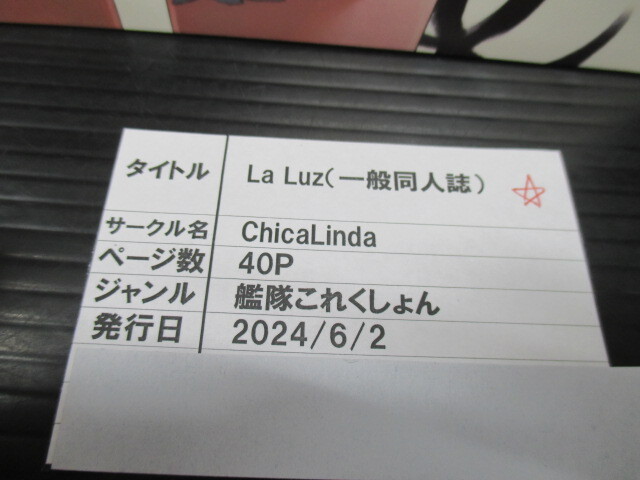 タイトル La Luz(一般同人誌)
サークル名 ChicaLinda
ページ数 40P
ジャンル 艦隊これくしょん
発行日 2024/6/2